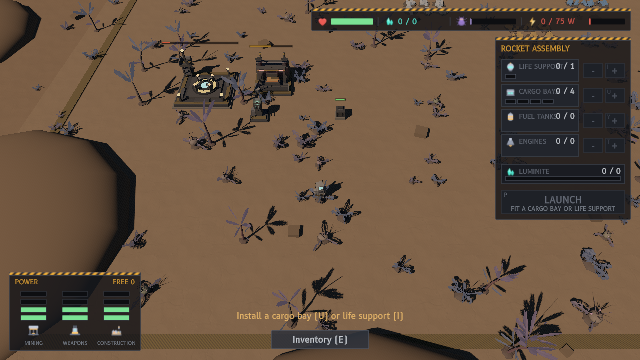 0 / 0
0 / 75 W
ROCKET ASSEMBLY
LIFE SUPPO 0 / 1
CARGO BAY 0 / 4
FUEL TANK 0 / 0
ENGINES 0 / 0
LUMINITE 0 / 0
LAUNCH
FIT A CARGO BAY OR LIFE SUPPORT
POWER FREE 0
MINING WEAPONS CONSTRUCTION
Install a cargo bay [U] or life support [I]
Inventory [E]